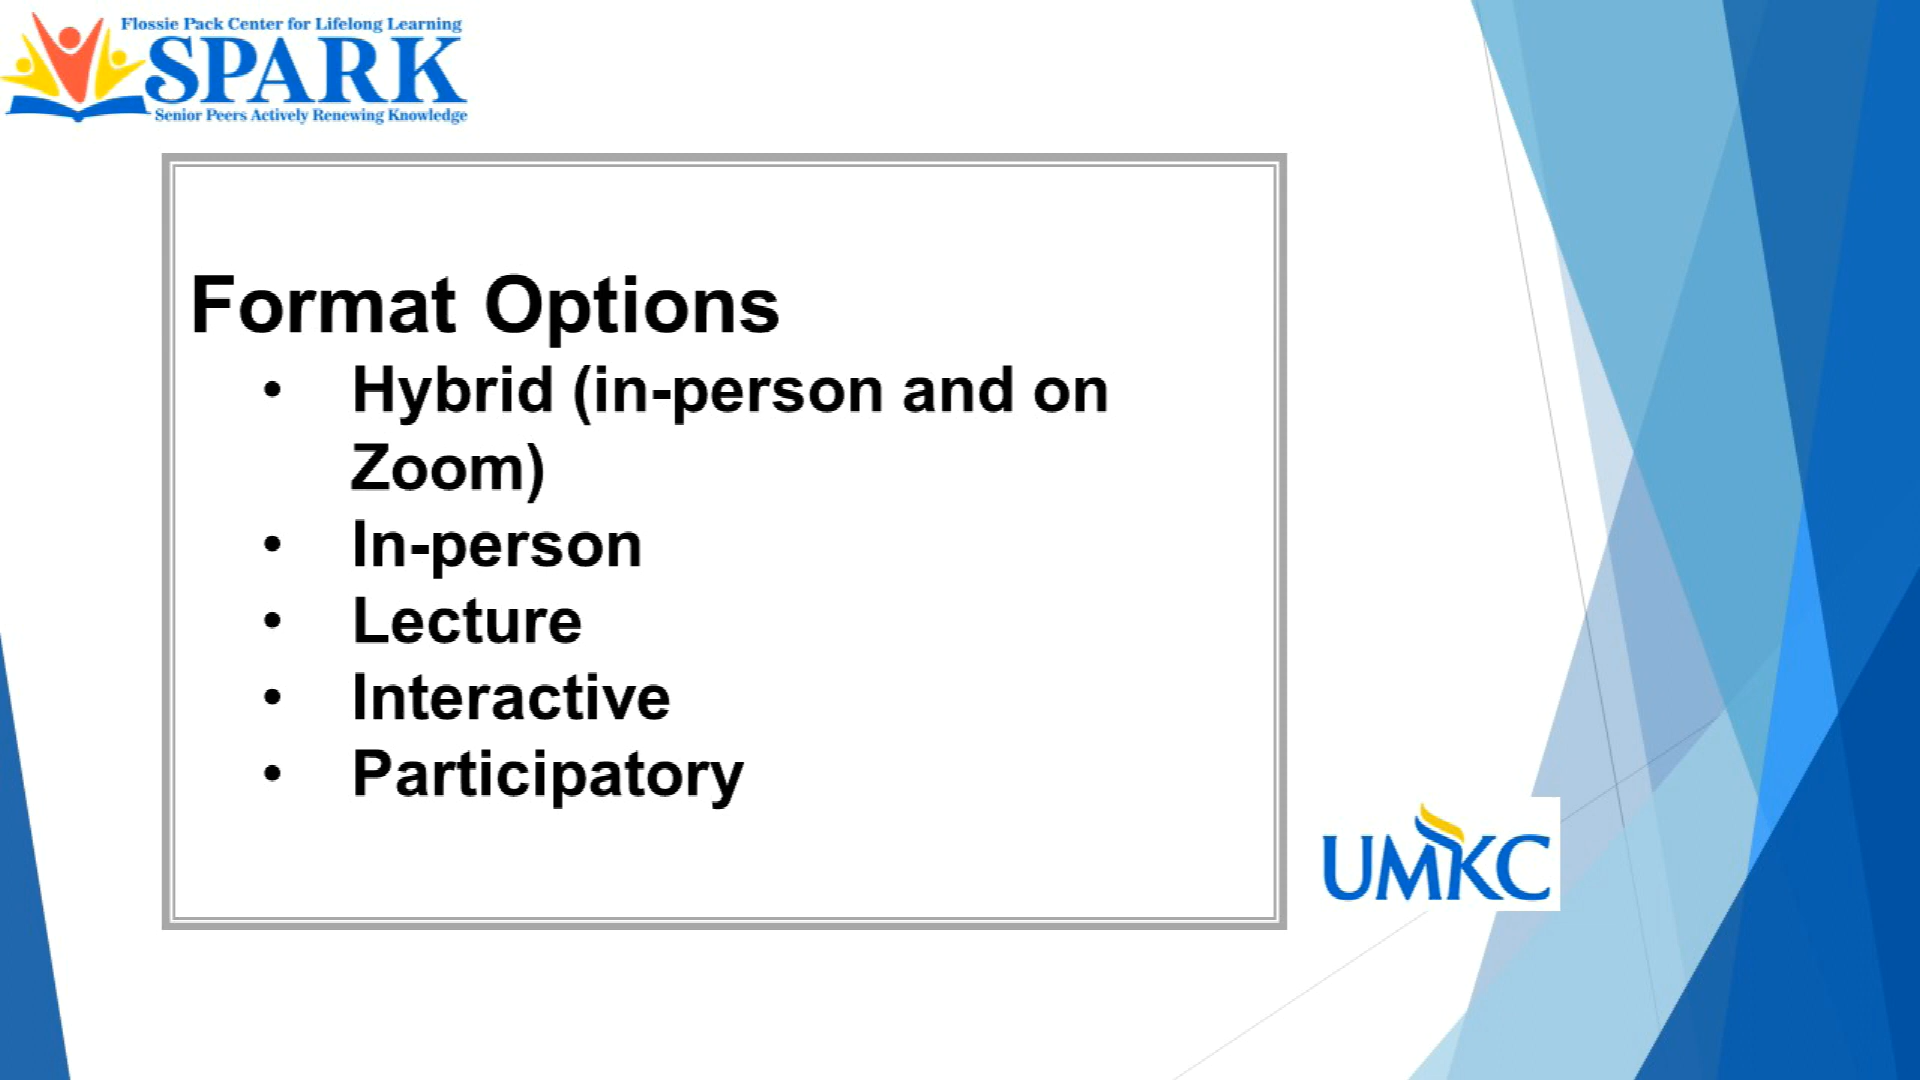 Flossie Pack Center for Lifelong Learning
SPARK
Senior Peers Actively Renewing Knowledge
Format Options
• Hybrid (in-person and on
Zoom)
• In-person
• Lecture
• Interactive
• Participatory
UMKC